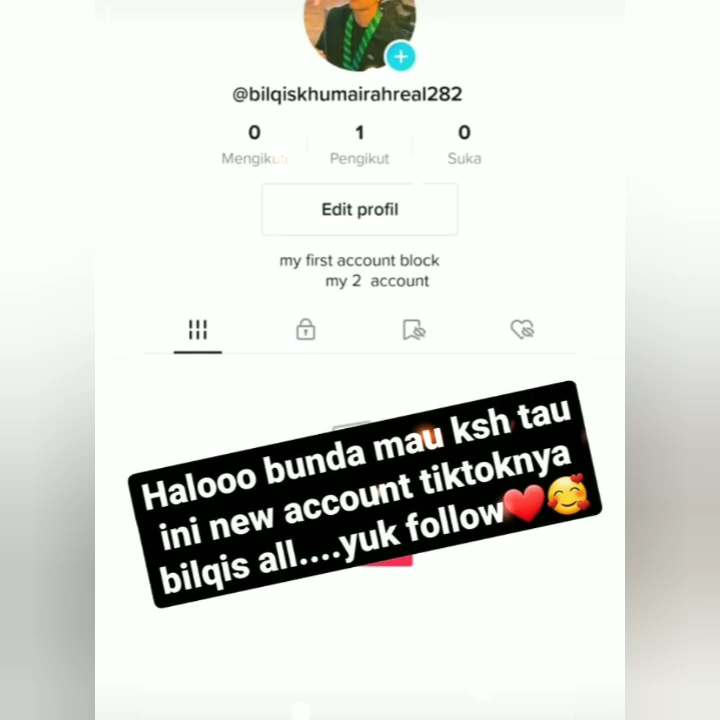 @bilqiskhumairahreal282
0 1 0
Mengikuti Pengikut Suka
Edit profil
my first account block
my 2 account
Halooo bunda mau ksh tau
ini new account tiktoknya
bilqis all....yuk follow❤️🥰